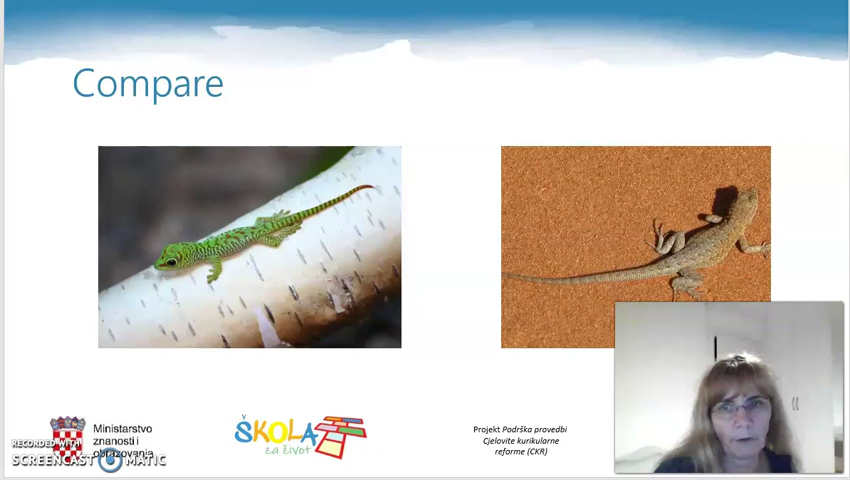 Compare
Ministarstvo
znanosti i
obrazovanja
RECORDED WITH
SCREENCAST MATIC
ŠKOLA
za život
Projekt Podrška provedbi
Cjelovite kurikularne
reforme (CKR)